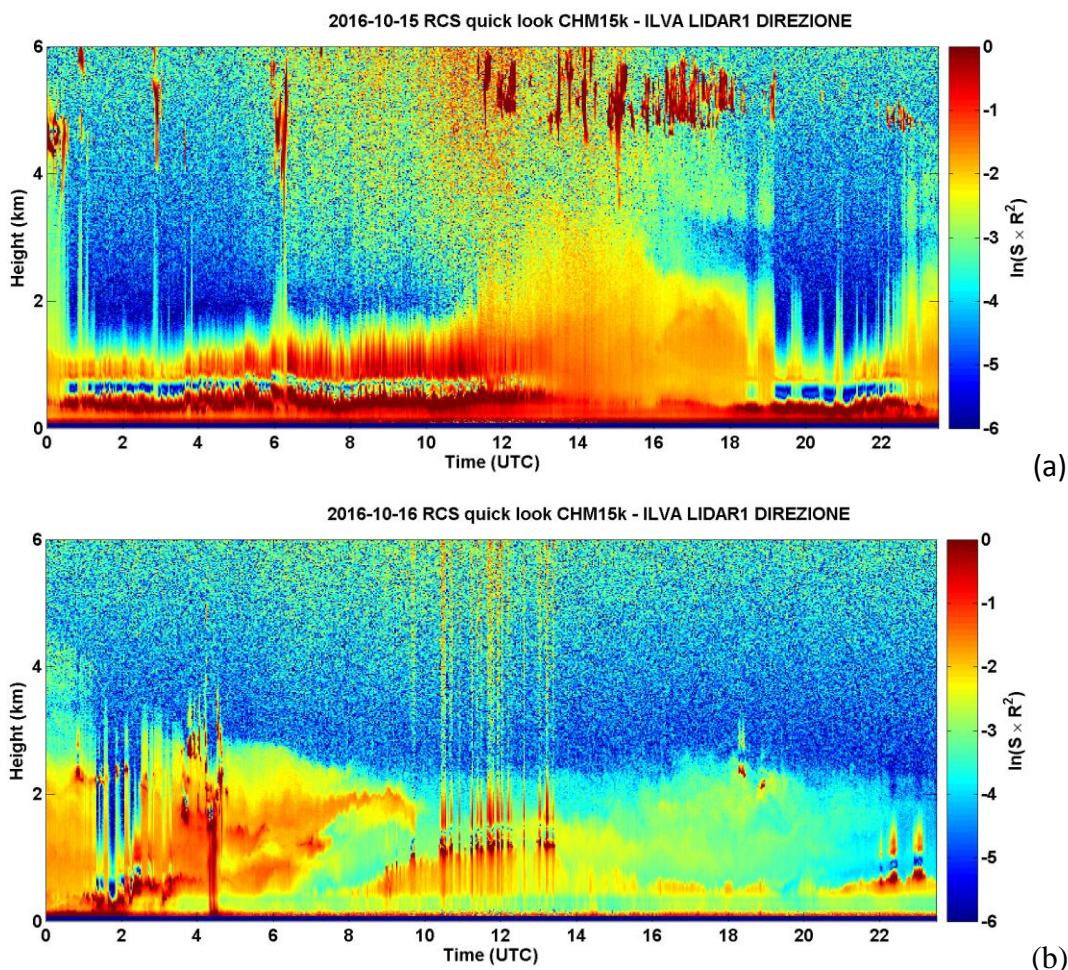 2016-10-15 RCS quick look CHM15k - ILVA LIDAR1 DIREZIONE
6
4
2
0
Height (km)
0 2 4 6 8 10 12 14 16 18 20 22
Time (UTC)
0
-1
-2
-3
-4
-5
-6
ln(S × R²)
(a)
2016-10-16 RCS quick look CHM15k - ILVA LIDAR1 DIREZIONE
6
4
2
0
Height (km)
0 2 4 6 8 10 12 14 16 18 20 22
Time (UTC)
0
-1
-2
-3
-4
-5
-6
ln(S × R²)
(b)